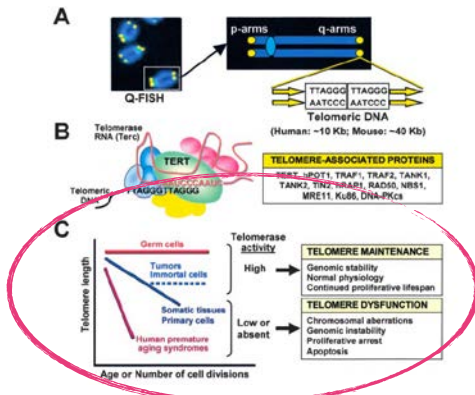 A
p-arms
q-arms
Q-FISH
TTAGGG TTAGGG
AATCCC AATCCC
Telomeric DNA
(Human: ~10 Kb; Mouse: ~40 Kb)
B
Telomerase
RNA (Terc)
TERT
Telomeric
DNA
TTAGGGTTAGGG
TELOMERE-ASSOCIATED PROTEINS
TERT, hPOT1, TRAF1, TRAF2, TANK1,
TANK2, TIN2, hRAP1, RAD50, NBS1,
MRE11, Ku86, DNA-PKcs
C
Telomere length
Germ cells
Tumors
Immortal cells
Somatic tissues
Primary cells
Human premature
aging syndromes
Age or Number of cell divisions
Telomerase
activity
High
Low or
absent
TELOMERE MAINTENANCE
Genomic stability
Normal physiology
Continued proliferative lifespan
TELOMERE DYSFUNCTION
Chromosomal aberrations
Genomic instability
Proliferative arrest
Apoptosis